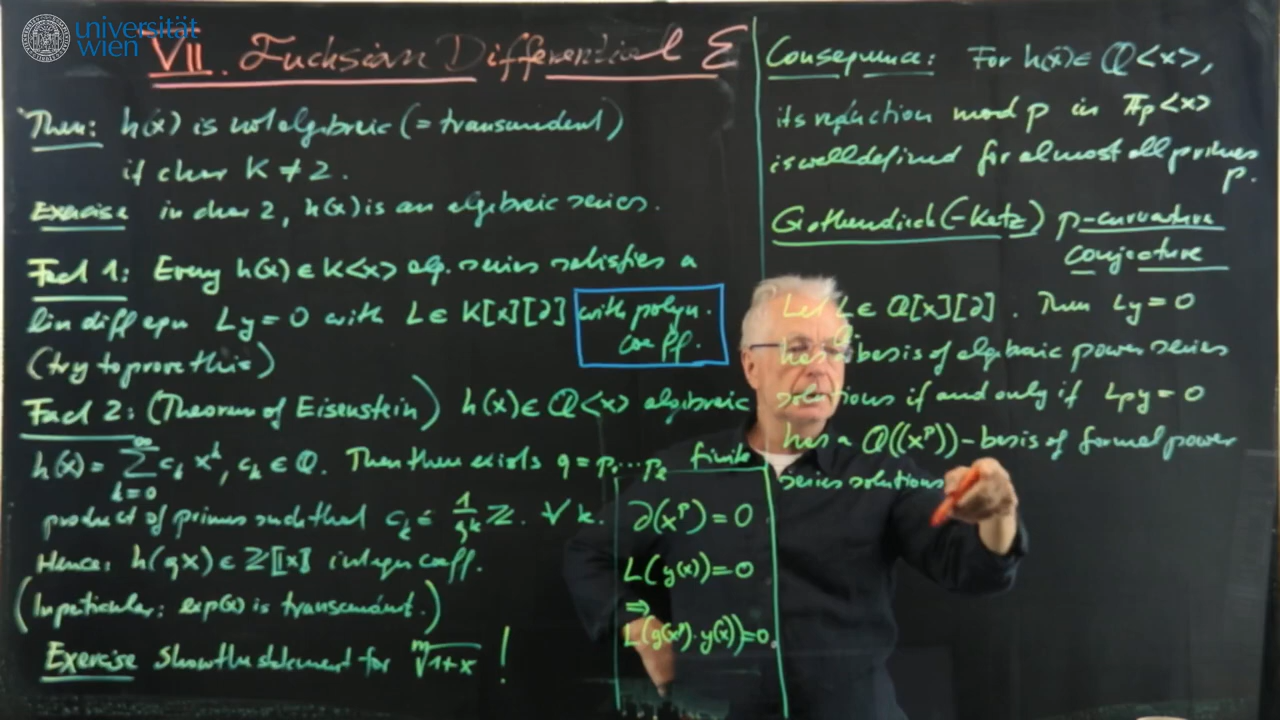 universität
wien
VII. Fuchsian Differential E
Then: h(x) is not algebraic (= transcendent)
if char K ≠ 2.
Exercise in char 2, h(x) is an algebraic series.
Fact 1: Every h(x) ∈ K<x> alg. series satisfies a
lin diff equ Ly = 0 with L ∈ K[x][∂] with polyn.
coeff.
(try to prove this)
Fact 2: (Theorem of Eisenstein) h(x) ∈ Q<x> algebraic
h(x) = ∑_{k=0}^{∞} c_k x^k, c_k ∈ Q. Then there exists q = p_1 ... p_e finite
product of primes such that c_k ∈ 1/q^k Z. ∀ k.
Hence: h(qx) ∈ Z[[x]] integer coeff.
(In particular: exp(x) is transcendent.)
Exercise Show the statement for ᵐ√1+x !
∂(x^p) = 0
L(y(x)) = 0
⇒
L(g(x^p) · y(x)) = 0.
Consequence: For h(x) ∈ Q<x>,
its reduction mod p in F_p<x>
is well defined for almost all primes
p.
Grothendieck (-Katz) p-curvature
conjecture
Let L ∈ Q[x][∂]. Then Ly = 0
has a basis of algebraic power series
solutions if and only if L_p y = 0
has a Q((x^p))-basis of formal power
series solutions